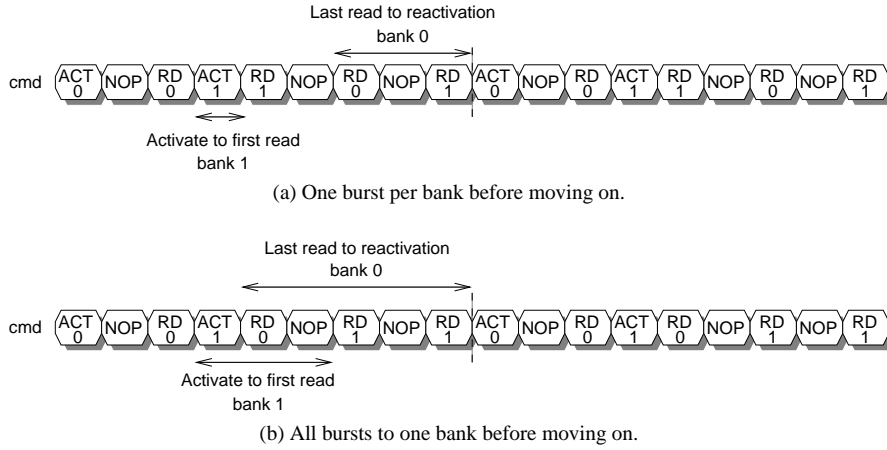 Last read to reactivation
bank 0
cmd ACT 0 NOP RD 0 ACT 1 RD 1 NOP RD 0 NOP RD 1 ACT 0 NOP RD 0 ACT 1 RD 1 NOP RD 0 NOP RD 1
Activate to first read
bank 1
(a) One burst per bank before moving on.
Last read to reactivation
bank 0
cmd ACT 0 NOP RD 0 ACT 1 RD 0 NOP RD 1 NOP RD 1 ACT 0 NOP RD 0 ACT 1 RD 0 NOP RD 1 NOP RD 1
Activate to first read
bank 1
(b) All bursts to one bank before moving on.